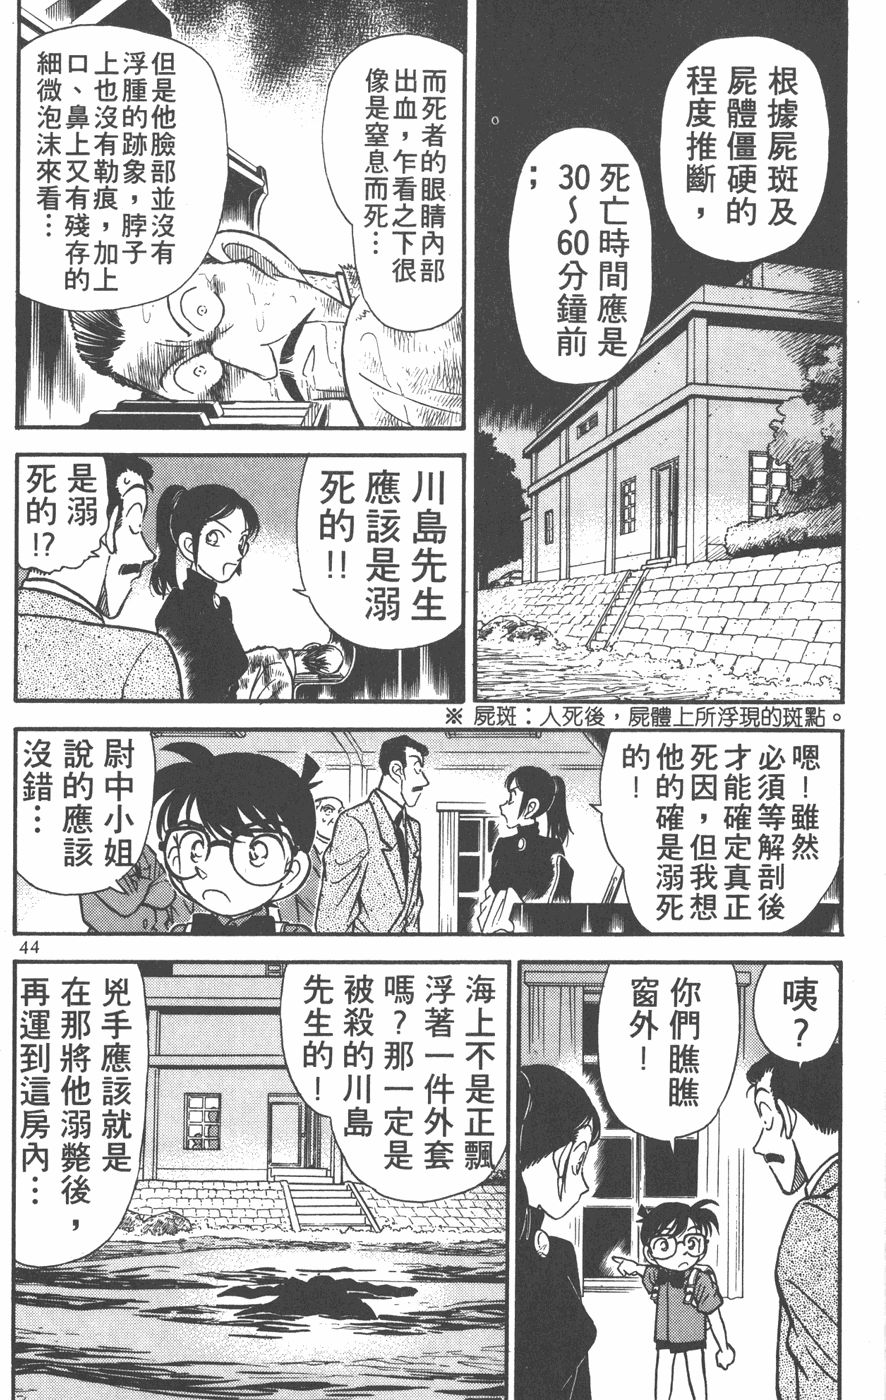 根據屍斑及
屍體僵硬的
程度推斷，
死亡時間應是
30～60分鐘前
；
而死者的眼睛內部
出血，乍看之下很
像是窒息而死…
但是他臉部並沒有
浮腫的跡象，脖子
上也沒有勒痕，加上
口、鼻上又有殘存的
細微泡沫來看…
川島先生
應該是溺
死的!!
是溺
死的!?
※ 屍斑：人死後，屍體上所浮現的斑點。
嗯！雖然
必須等解剖後
才能確定真正
死因，但我想
他的確是溺死
的！
尉中小姐
說的應該
沒錯…
44
咦？
你們瞧瞧
窗外！
海上不是正飄
浮著一件外套
嗎？那一定是
被殺的川島
先生的！
兇手應該就是
在那將他溺斃後，
再運到這房內…